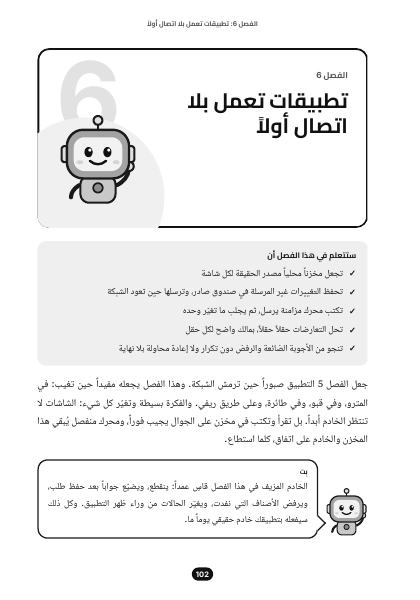 الفصل 6: تطبيقات تعمل بلا اتصال أولاً
6
الفصل 6
تطبيقات تعمل بلا
اتصال أولاً
ستتعلم في هذا الفصل أن
✓ تجعل مخزناً محلياً مصدر الحقيقة لكل شاشة
✓ تحفظ التغييرات غير المرسلة في صندوق صادر، وترسلها حين تعود الشبكة
✓ تكتب محرك مزامنة يرسل، ثم يجلب ما تغيّر وحده
✓ تحل التعارضات حقلاً حقلاً، بمالك واضح لكل حقل
✓ تنجو من الأجوبة الضائعة والرفض دون تكرار ولا إعادة محاولة بلا نهاية
جعل الفصل 5 التطبيق صبوراً حين ترمش الشبكة. وهذا الفصل يجعله مفيداً حين تغيب: في
المترو، وفي قبو، وفي طائرة، وعلى طريق ريفي. والفكرة بسيطة وتغيّر كل شيء: الشاشات لا
تنتظر الخادم أبداً. بل تقرأ وتكتب في مخزن على الجوال يجيب فوراً، ومحرك منفصل يُبقي هذا
المخزن والخادم على اتفاق، كلما استطاع.
بت
الخادم المزيف في هذا الفصل قاسٍ عمداً: ينقطع، ويضيّع جواباً بعد حفظ طلب،
ويرفض الأصناف التي نفدت، ويغيّر الحالات من وراء ظهر التطبيق. وكل ذلك
سيفعله بتطبيقك خادم حقيقي يوماً ما.
102